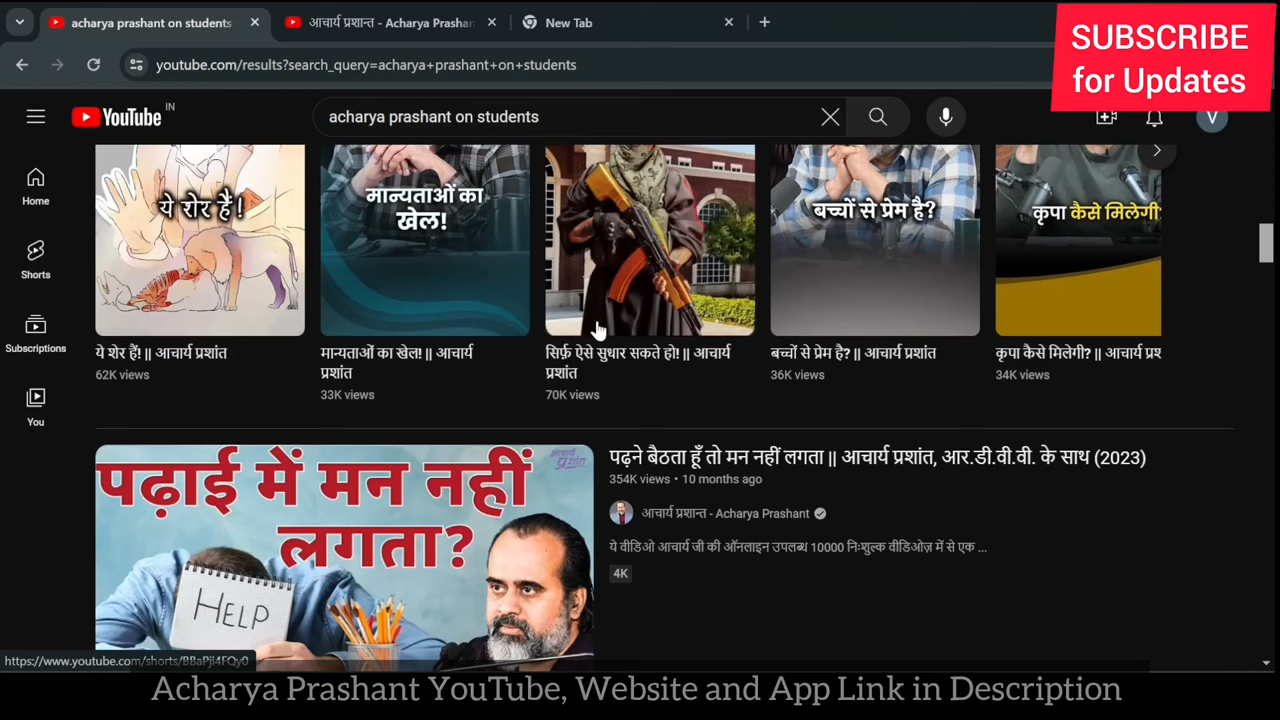 acharya prashant on students
आचार्य प्रशान्त - Acharya Prashan
New Tab
SUBSCRIBE
for Updates
youtube.com/results?search_query=acharya+prashant+on+students
YouTube IN
acharya prashant on students
V
Home
Shorts
Subscriptions
You
ये शेर हैं!
मान्यताओं का
खेल!
बच्चों से प्रेम है?
कृपा कैसे मिलेगी
ये शेर हैं! || आचार्य प्रशांत
62K views
मान्यताओं का खेल! || आचार्य
प्रशांत
33K views
सिर्फ़ ऐसे सुधार सकते हो! || आचार्य
प्रशांत
70K views
बच्चों से प्रेम है? || आचार्य प्रशांत
36K views
कृपा कैसे मिलेगी? || आचार्य प्रश
34K views
पढ़ाई में मन नहीं
लगता?
आचार्य
प्रशांत
HELP
पढ़ने बैठता हूँ तो मन नहीं लगता || आचार्य प्रशांत, आर.डी.वी.वी. के साथ (2023)
354K views • 10 months ago
आचार्य प्रशान्त - Acharya Prashant
ये वीडिओ आचार्य जी की ऑनलाइन उपलब्ध 10000 निःशुल्क वीडिओज़ में से एक ...
4K
https://www.youtube.com/shorts/BBaPji4FQy0
Acharya Prashant YouTube, Website and App Link in Description